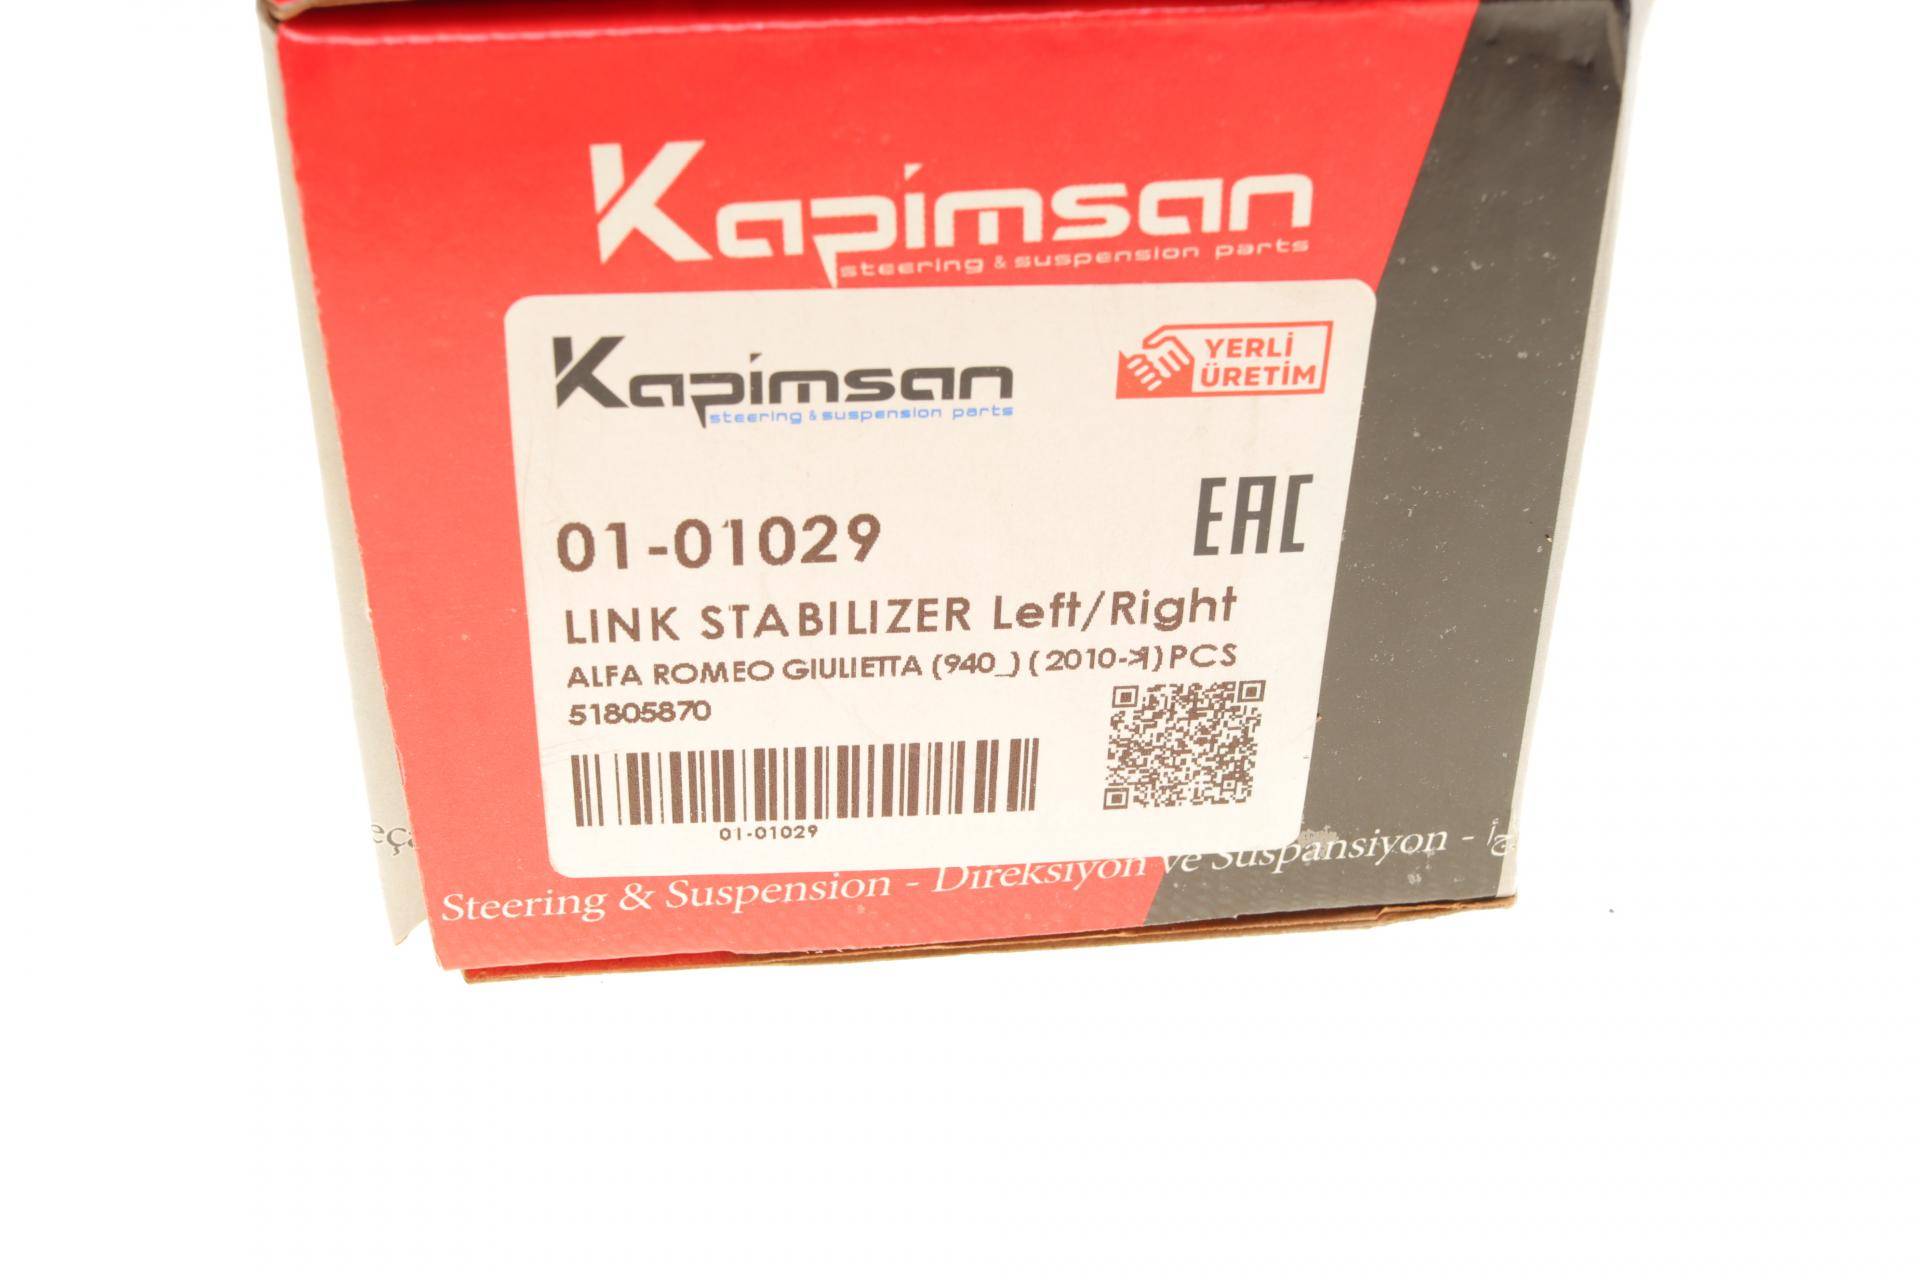 Kapimsan
steering & suspension parts
Kapimsan
steering & suspension parts
YERLİ
ÜRETİM
01-01029
EAC
LINK STABILIZER Left/Right
ALFA ROMEO GIULIETTA (940_) ( 2010-> ) 1 PCS
51805870
01-01029
Steering & Suspension - Direksiyon ve Suspansiyon -